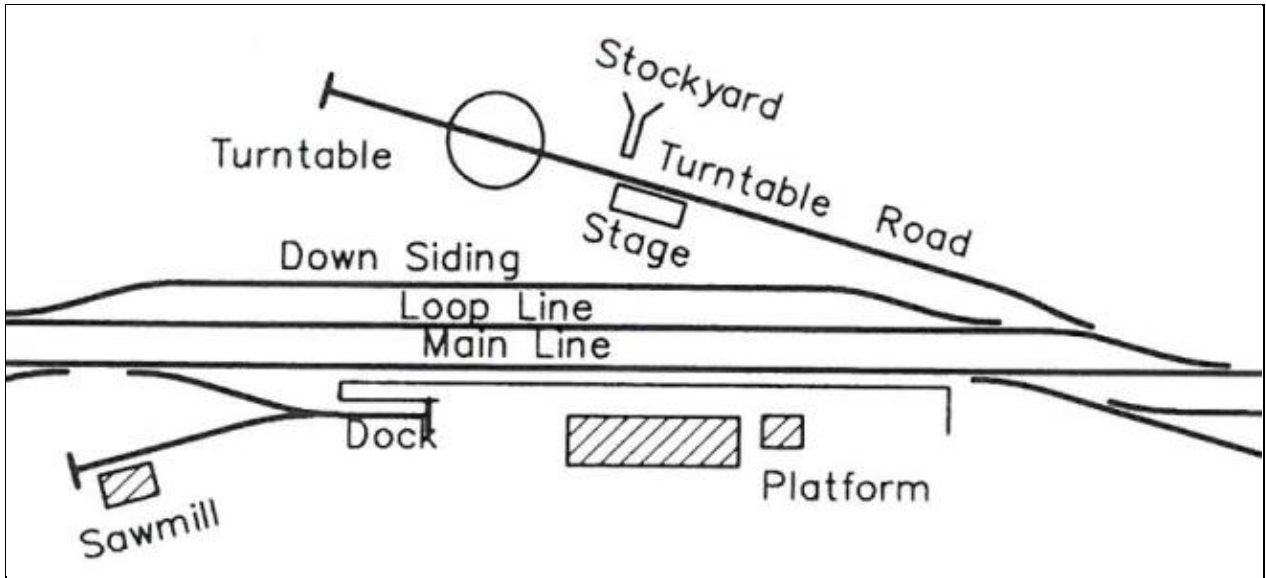 Stockyard
Turntable
Turntable Road
Stage
Down Siding
Loop Line
Main Line
Dock
Platform
Sawmill